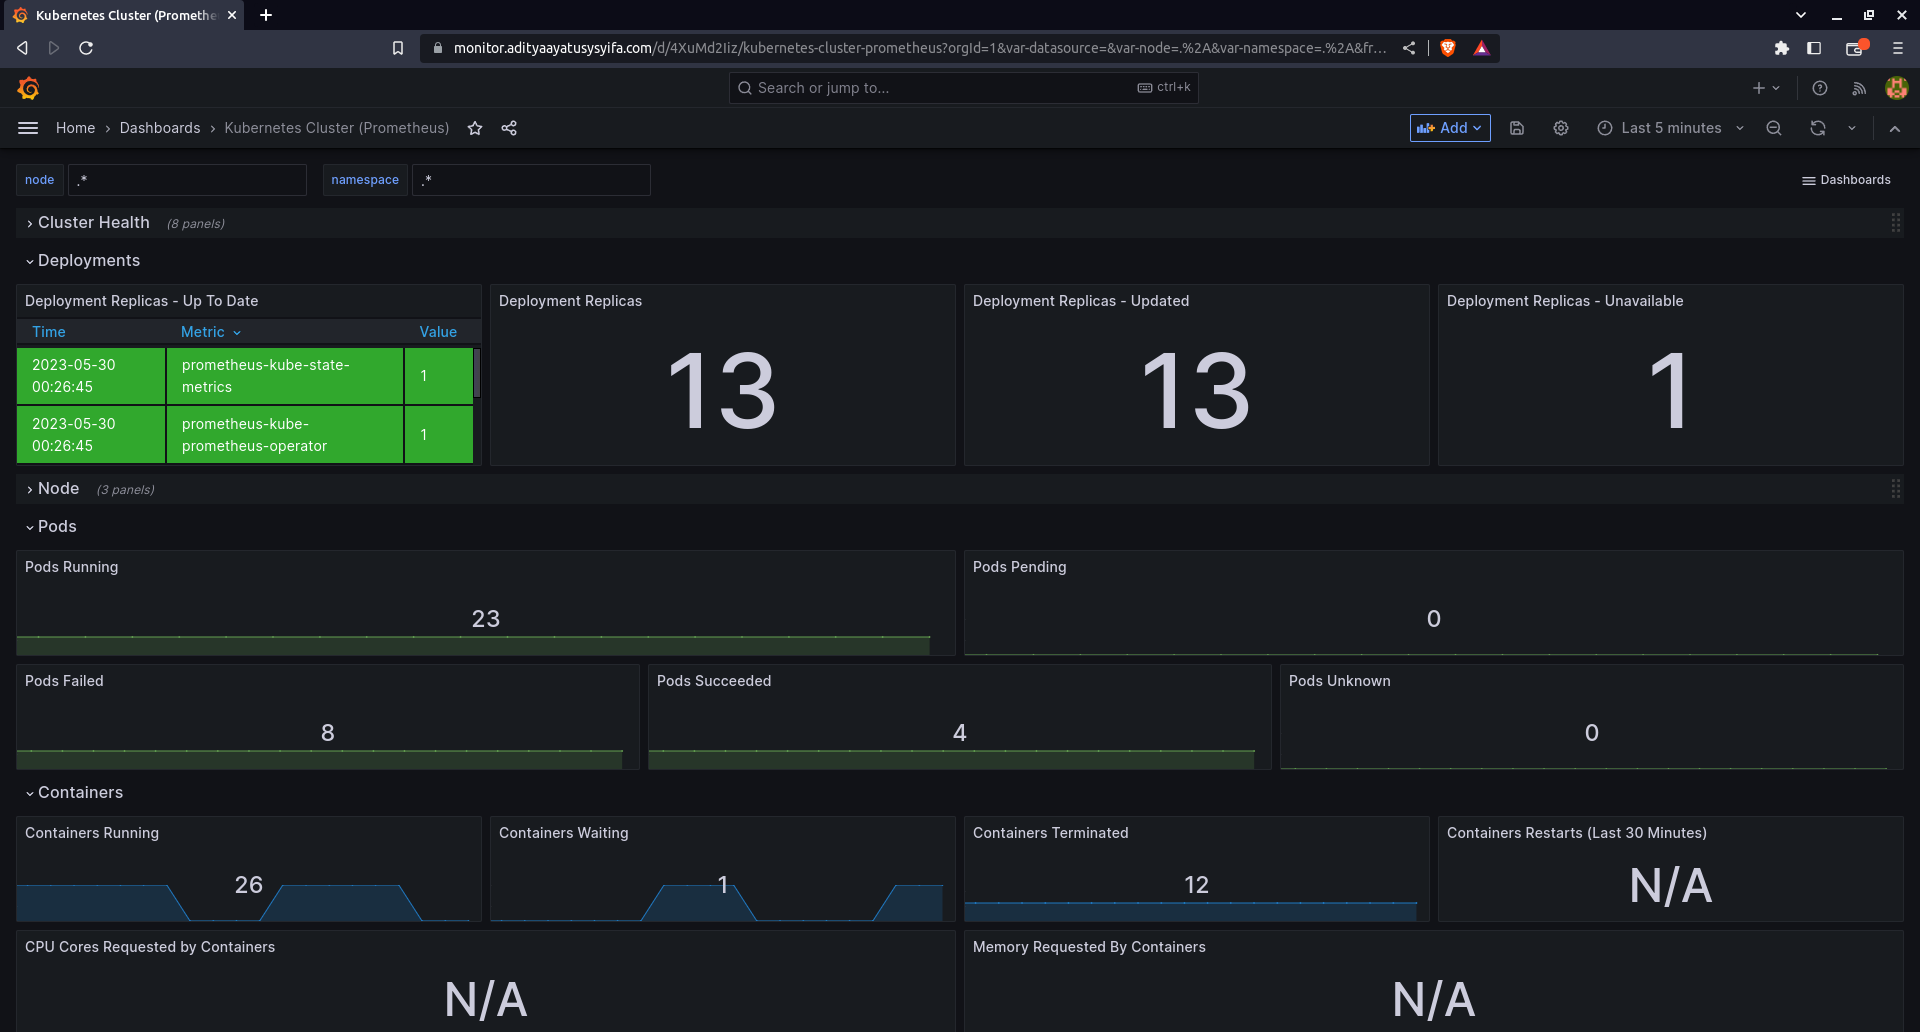 Kubernetes Cluster (Promethe
monitor.adityaayatusysyifa.com/d/4XuMd2Iiz/kubernetes-cluster-prometheus?orgId=1&var-datasource=&var-node=.%2A&var-namespace=.%2A&fr...
Search or jump to...
ctrl+k
Home › Dashboards › Kubernetes Cluster (Prometheus)
Add
Last 5 minutes
node .* namespace .*
Dashboards
Cluster Health (8 panels)
Deployments
Deployment Replicas - Up To Date
Time Metric Value
2023-05-30 00:26:45
prometheus-kube-state-metrics
1
2023-05-30 00:26:45
prometheus-kube-prometheus-operator
1
Deployment Replicas
13
Deployment Replicas - Updated
13
Deployment Replicas - Unavailable
1
Node (3 panels)
Pods
Pods Running
23
Pods Pending
0
Pods Failed
8
Pods Succeeded
4
Pods Unknown
0
Containers
Containers Running
26
Containers Waiting
1
Containers Terminated
12
Containers Restarts (Last 30 Minutes)
N/A
CPU Cores Requested by Containers
N/A
Memory Requested By Containers
N/A